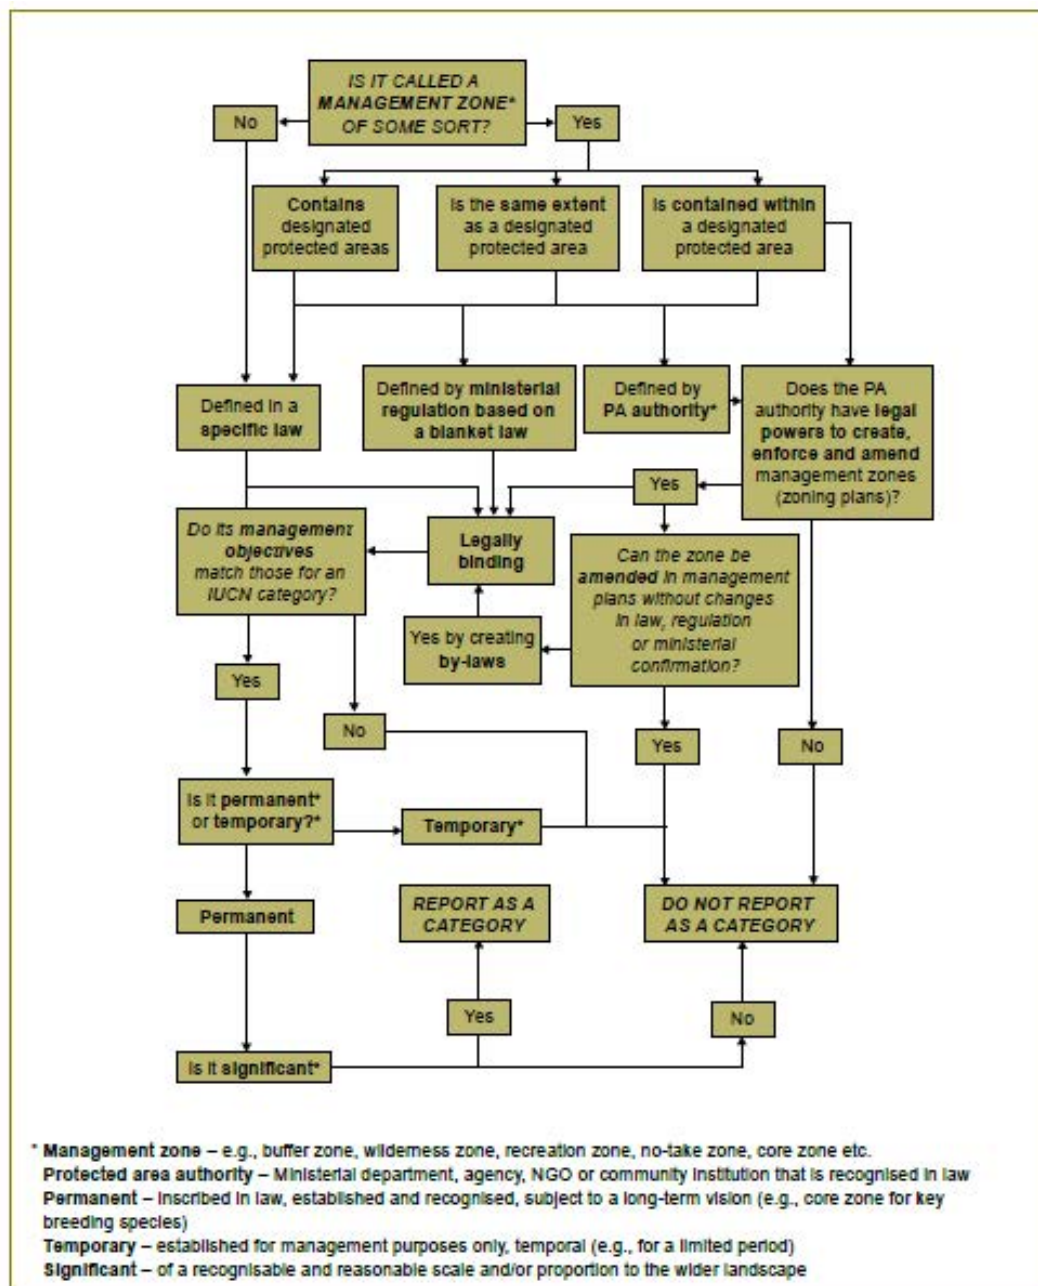 IS IT CALLED A
MANAGEMENT ZONE*
OF SOME SORT?
No
Yes
Contains
designated
protected areas
Is the same extent
as a designated
protected area
Is contained within
a designated
protected area
Defined in a
specific law
Defined by ministerial
regulation based on
a blanket law
Defined by
PA authority*
Does the PA
authority have legal
powers to create,
enforce and amend
management zones
(zoning plans)?
Yes
Do its management
objectives
match those for an
IUCN category?
Legally
binding
Can the zone be
amended in management
plans without changes
in law, regulation
or ministerial
confirmation?
Yes by creating
by-laws
Yes
No
Yes
No
Is it permanent*
or temporary?*
Temporary*
Permanent
REPORT AS A
CATEGORY
DO NOT REPORT
AS A CATEGORY
Yes
No
Is it significant*
* Management zone – e.g., buffer zone, wilderness zone, recreation zone, no-take zone, core zone etc.
Protected area authority – Ministerial department, agency, NGO or community institution that is recognised in law
Permanent – inscribed in law, established and recognised, subject to a long-term vision (e.g., core zone for key
breeding species)
Temporary – established for management purposes only, temporal (e.g., for a limited period)
Significant – of a recognisable and reasonable scale and/or proportion to the wider landscape